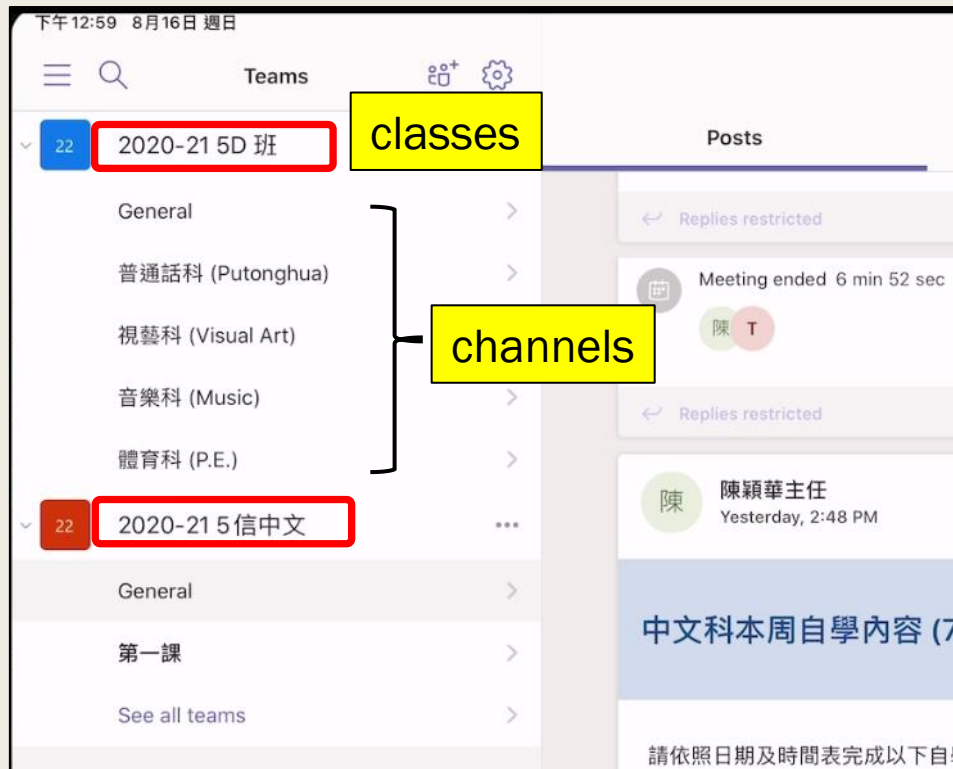 下午12:59 8月16日 週日
Teams
22 2020-21 5D 班
classes
General
普通話科 (Putonghua)
視藝科 (Visual Art)
音樂科 (Music)
體育科 (P.E.)
channels
22 2020-21 5信中文
General
第一課
See all teams
Posts
Replies restricted
Meeting ended 6 min 52 sec
陳 T
Replies restricted
陳 陳穎華主任
Yesterday, 2:48 PM
中文科本周自學內容 (7
請依照日期及時間表完成以下自學